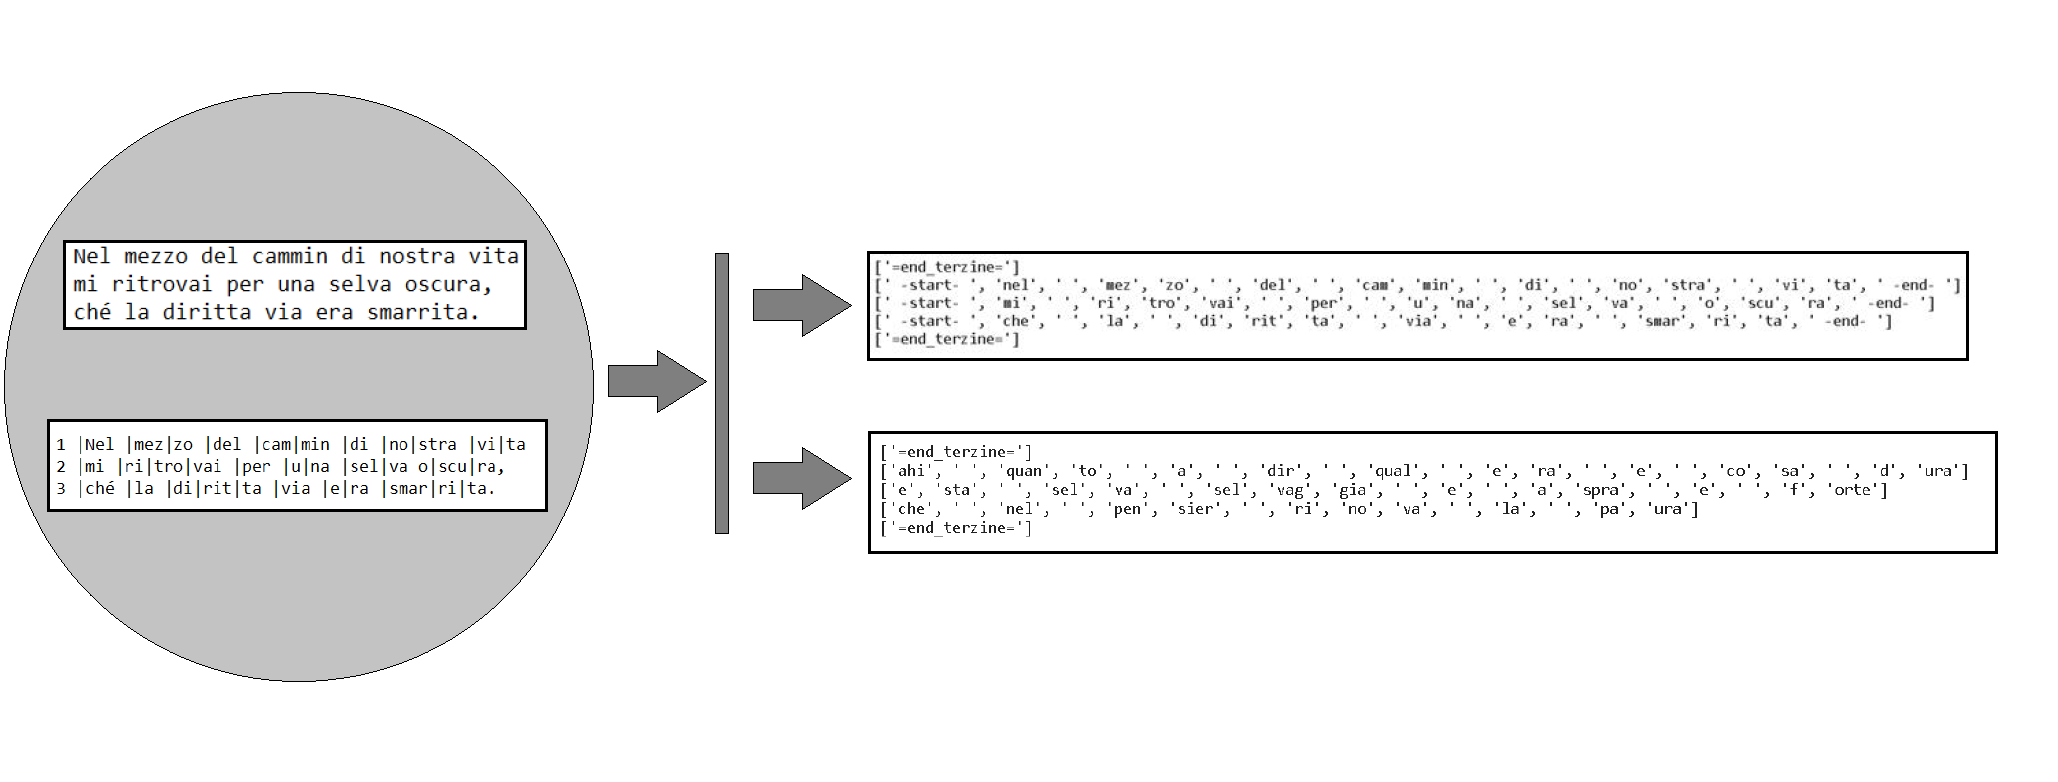 Nel mezzo del cammin di nostra vita
mi ritrovai per una selva oscura,
ché la diritta via era smarrita.
1 |Nel |mez|zo |del |cam|min |di |no|stra |vi|ta
2 |mi |ri|tro|vai |per |u|na |sel|va o|scu|ra,
3 |ché |la |di|rit|ta |via |e|ra |smar|ri|ta.
['=end_terzine=']
[' -start- ', 'nel', ' ', 'mez', 'zo', ' ', 'del', ' ', 'cam', 'min', ' ', 'di', ' ', 'no', 'stra', ' ', 'vi', 'ta', ' -end- ']
[' -start- ', 'mi', ' ', 'ri', 'tro', 'vai', ' ', 'per', ' ', 'u', 'na', ' ', 'sel', 'va', ' ', 'o', 'scu', 'ra', ' -end- ']
[' -start- ', 'che', ' ', 'la', ' ', 'di', 'rit', 'ta', ' ', 'via', ' ', 'e', 'ra', ' ', 'smar', 'ri', 'ta', ' -end- ']
['=end_terzine=']
['=end_terzine=']
['ahi', ' ', 'quan', 'to', ' ', 'a', ' ', 'dir', ' ', 'qual', ' ', 'e', 'ra', ' ', 'e', ' ', 'co', 'sa', ' ', 'd', 'ura']
['e', 'sta', ' ', 'sel', 'va', ' ', 'sel', 'vag', 'gia', ' ', 'e', ' ', 'a', 'spra', ' ', 'e', ' ', 'f', 'orte']
['che', ' ', 'nel', ' ', 'pen', 'sier', ' ', 'ri', 'no', 'va', ' ', 'la', ' ', 'pa', 'ura']
['=end_terzine=']